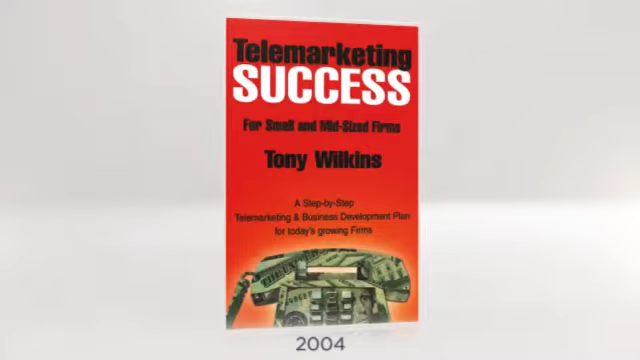 Telemarketing
SUCCESS
For Small and Mid-Sized Firms
Tony Wilkins
A Step-by-Step
Telemarketing & Business Development Plan
for today's growing Firms
2004